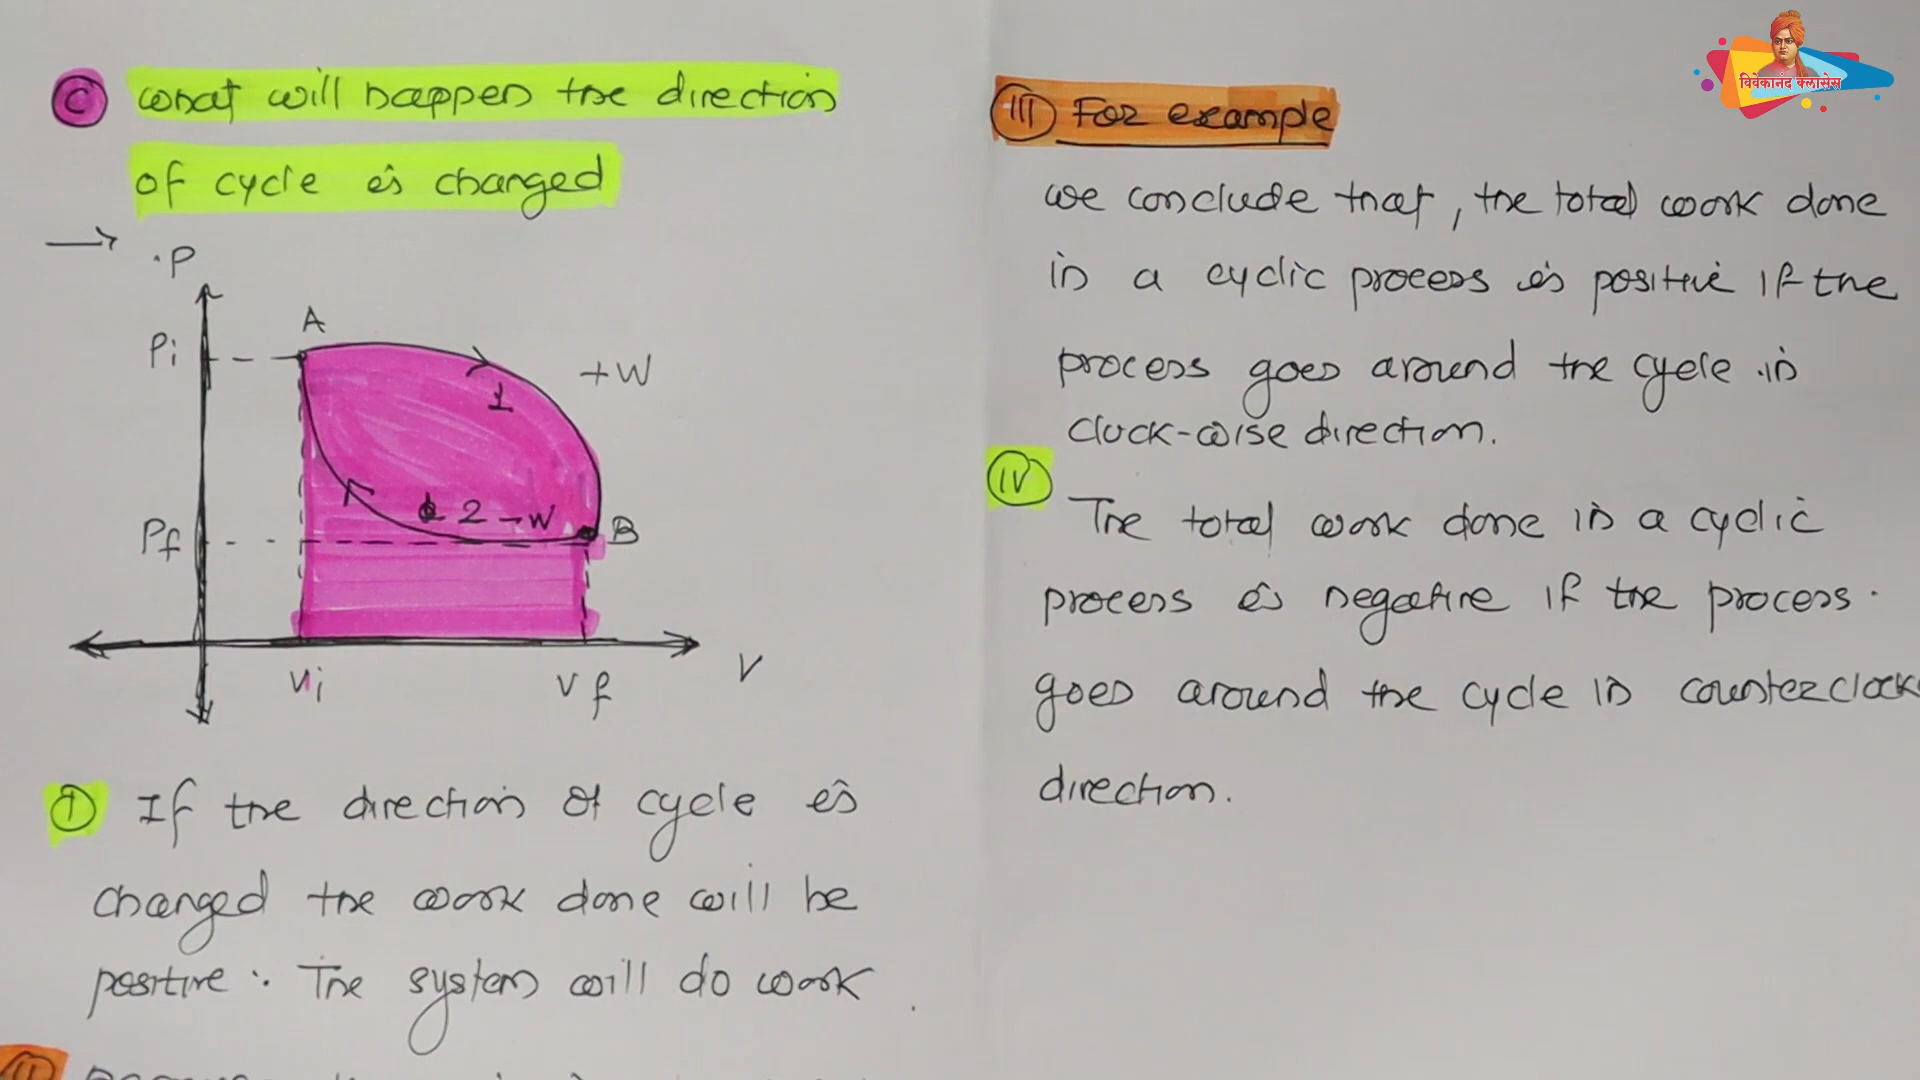 C What will happen the direction
of cycle is changed
P
A
Pi
+W
1
2 -W
Pf
B
Vi
Vf
V
I If the direction of cycle is
changed the work done will be
positive ∴ The system will do work.
II
III For example
we conclude that, the total work done
in a cyclic process is positive if the
process goes around the cycle in
clock-wise direction.
IV The total work done in a cyclic
process is negative if the process.
goes around the cycle in counterclock
direction.
विवेकानंद क्लासेस